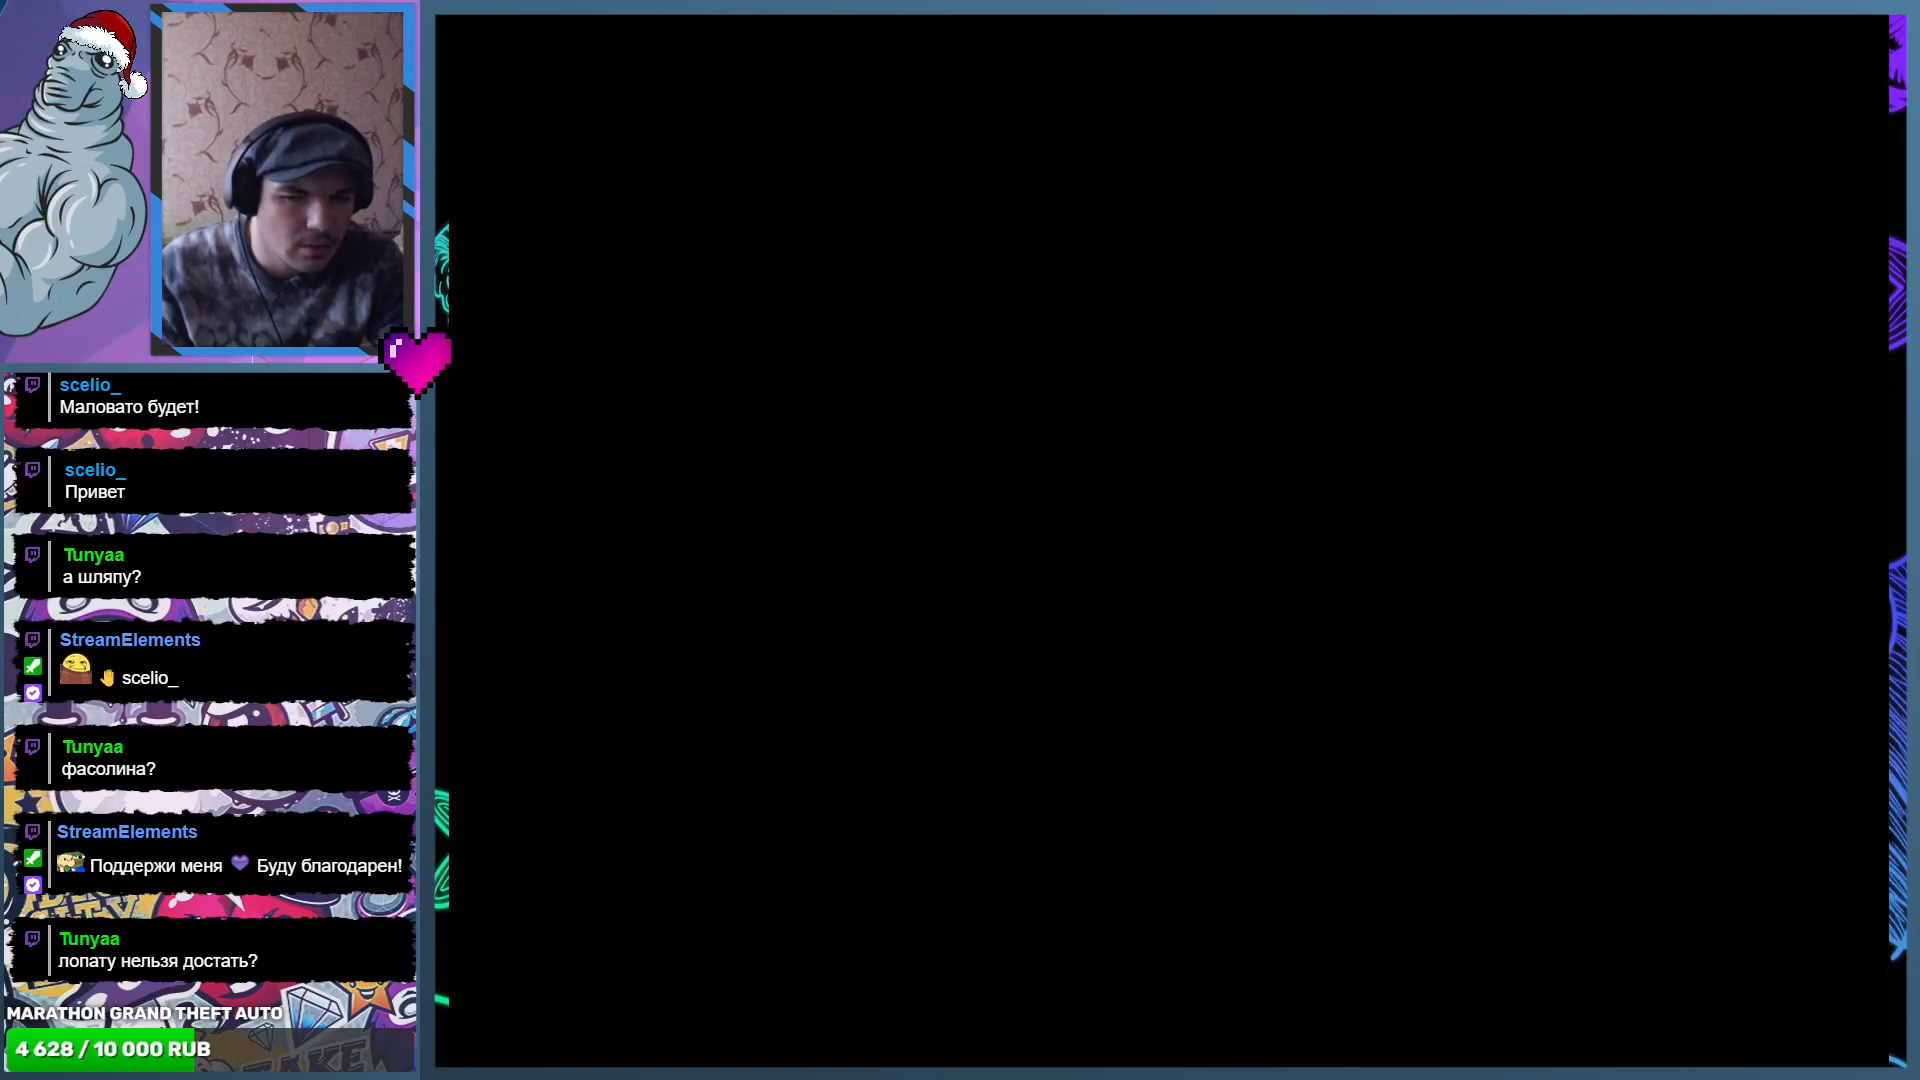 scelio_
Маловато будет!
scelio_
Привет
Tunyaa
а шляпу?
StreamElements
scelio_
Tunyaa
фасолина?
StreamElements
Поддержи меня 💜 Буду благодарен!
Tunyaa
лопату нельзя достать?
MARATHON GRAND THEFT AUTO
4 628 / 10 000 RUB